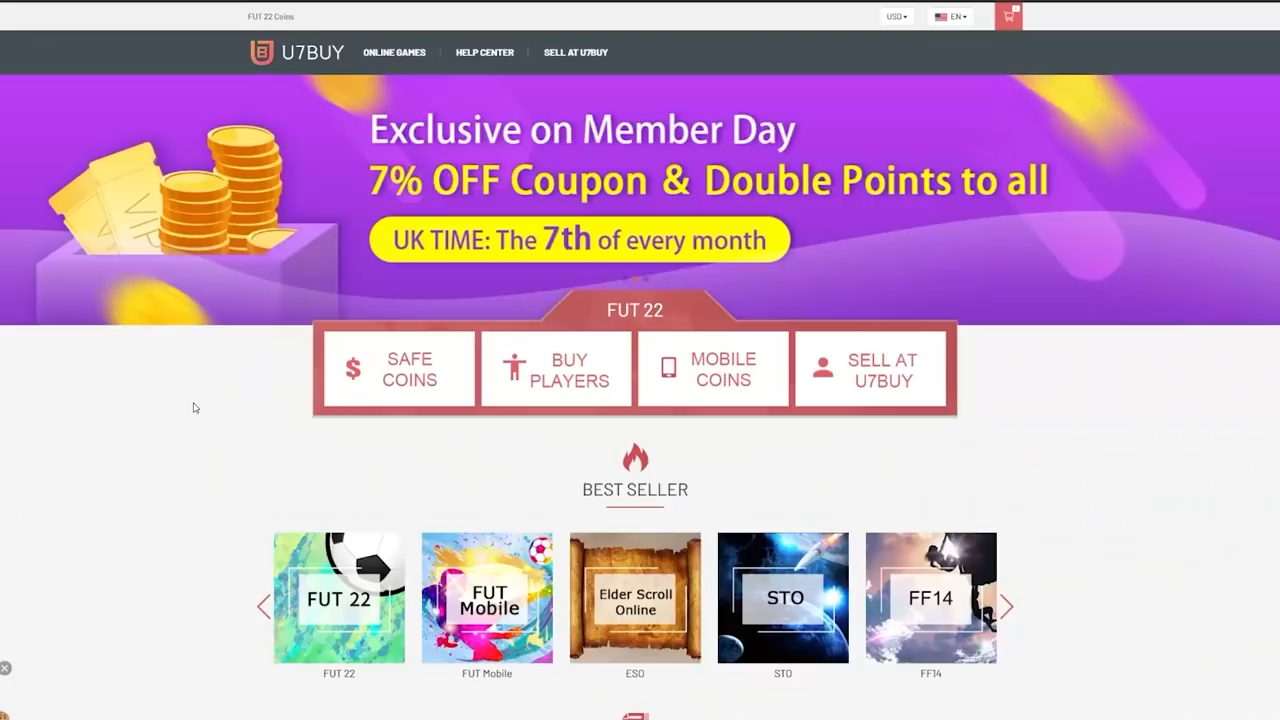 FUT 22 Coins
USD
EN
1
U7BUY
ONLINE GAMES
HELP CENTER
SELL AT U7BUY
Exclusive on Member Day
7% OFF Coupon & Double Points to all
UK TIME: The 7th of every month
FUT 22
SAFE
COINS
BUY
PLAYERS
MOBILE
COINS
SELL AT
U7BUY
BEST SELLER
FUT 22
FUT
Mobile
Elder Scroll
Online
STO
FF14
FUT 22
FUT Mobile
ESO
STO
FF14